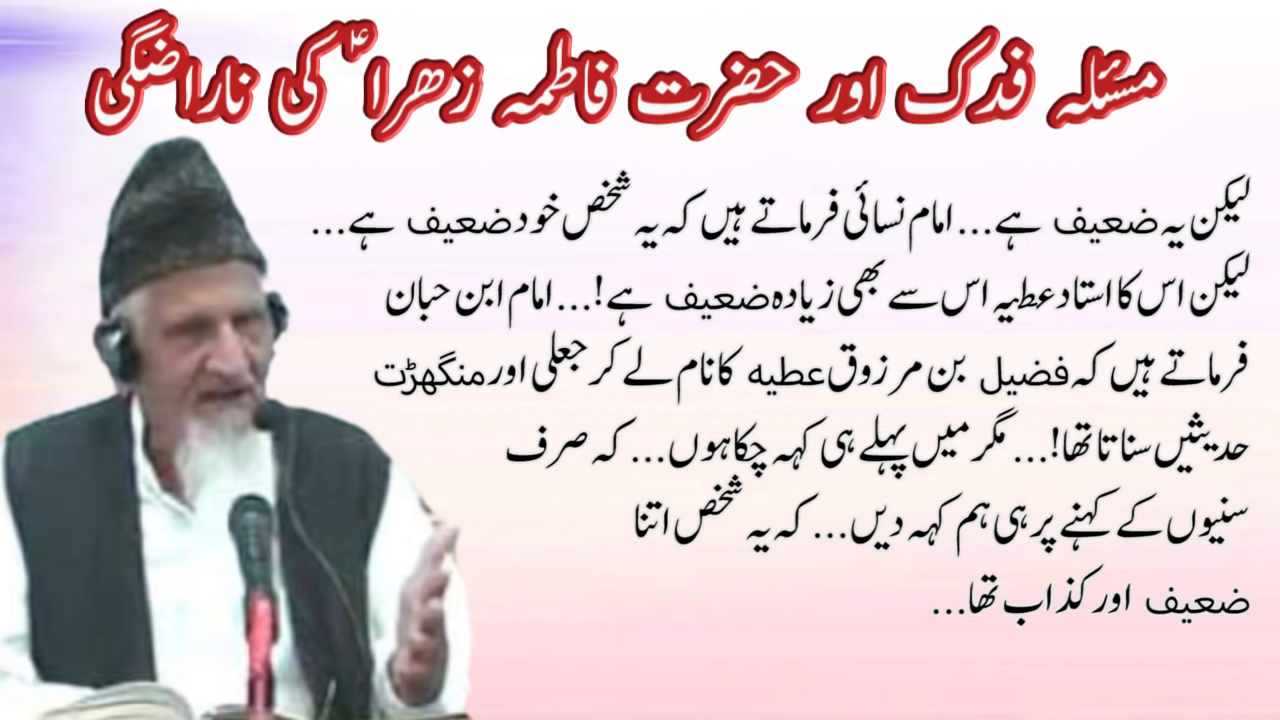 مسئلہ فدک اور حضرت فاطمہ زھراؑ کی ناراضگی
لیکن یہ ضعیف ہے... امام نسائی فرماتے ہیں کہ یہ شخص خود ضعیف ہے...
لیکن اس کا استاد عطیہ اس سے بھی زیادہ ضعیف ہے!... امام ابن حبان
فرماتے ہیں کہ فضیل بن مرزوق عطیه کا نام لے کر جعلی اور منگھڑت
حدیثیں سناتا تھا!... مگر میں پہلے ہی کہہ چکا ہوں... کہ صرف
سنیوں کے کہنے پر ہی ہم کہہ دیں... کہ یہ شخص اتنا
ضعیف اور کذاب تھا...